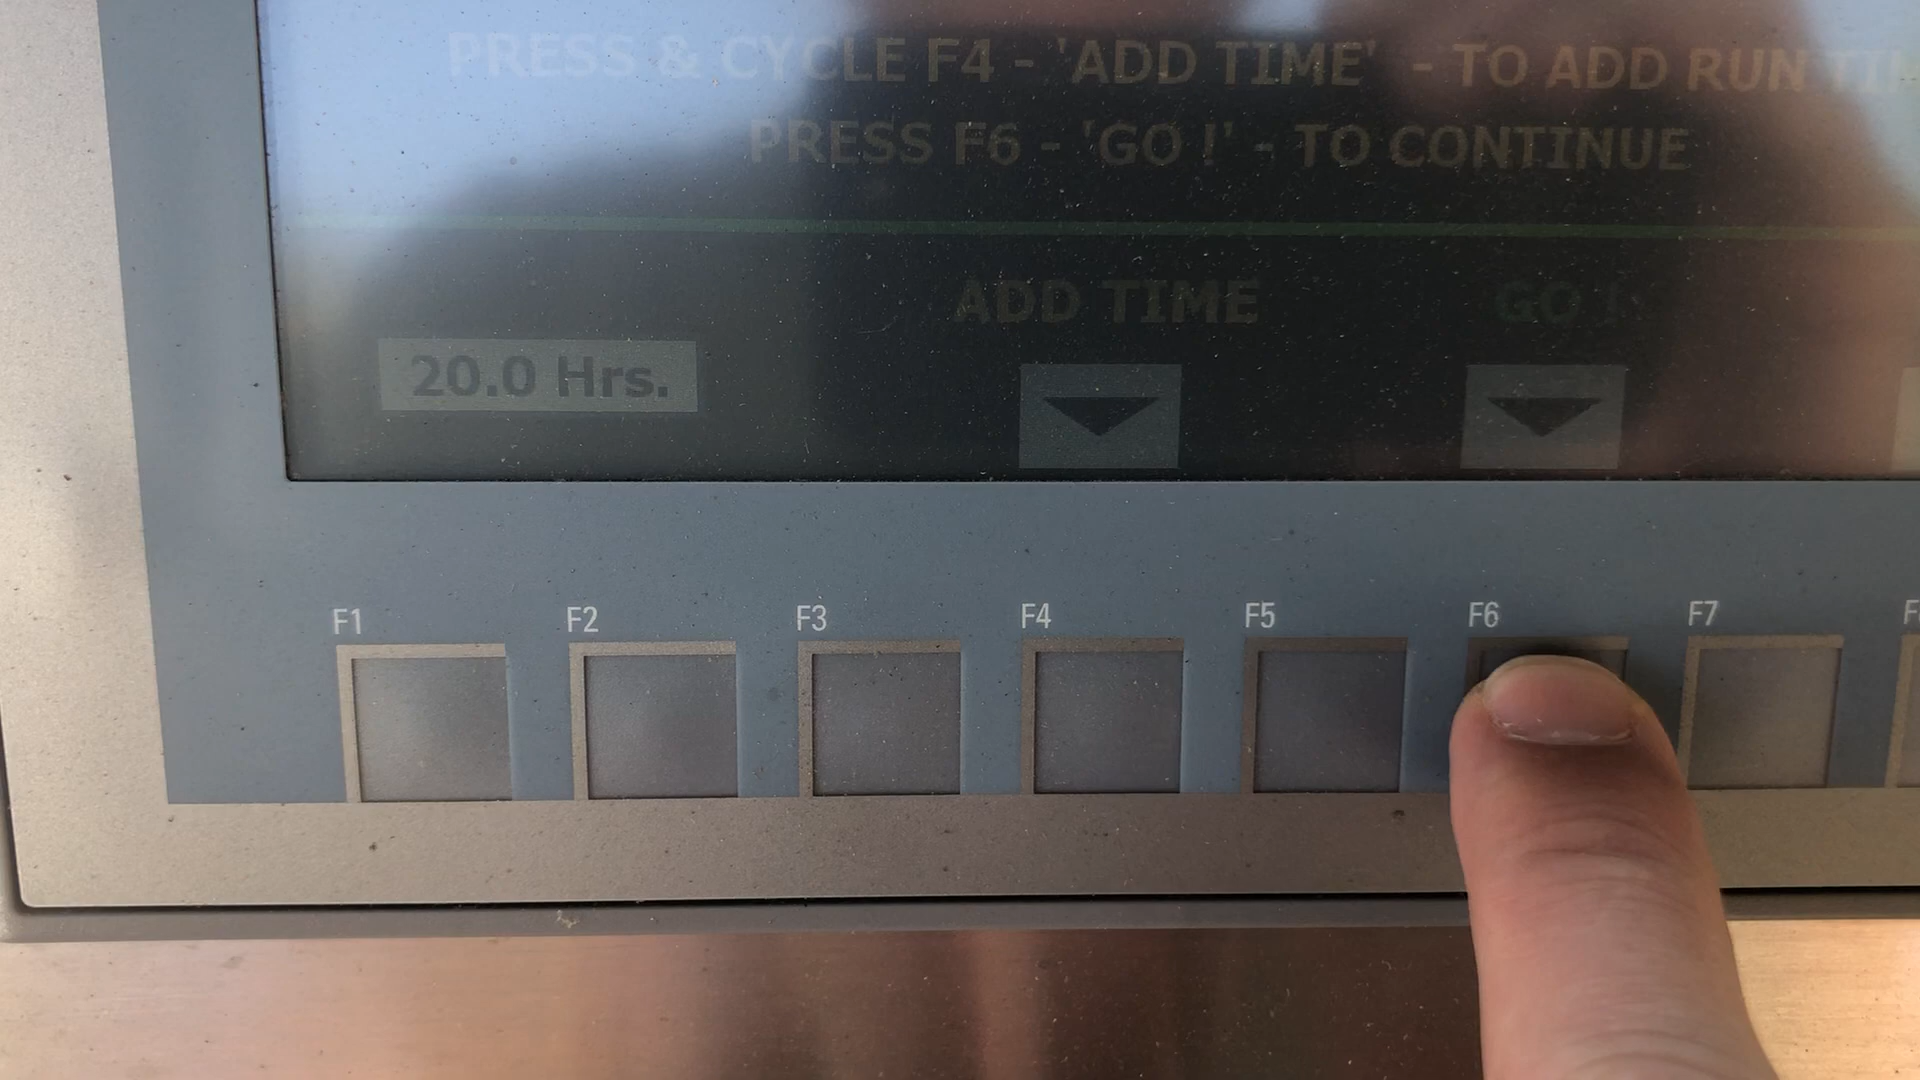 PRESS & CYCLE F4 - 'ADD TIME' - TO ADD RUN
PRESS F6 - 'GO !' - TO CONTINUE
ADD TIME GO !
20.0 Hrs.
F1 F2 F3 F4 F5 F6 F7